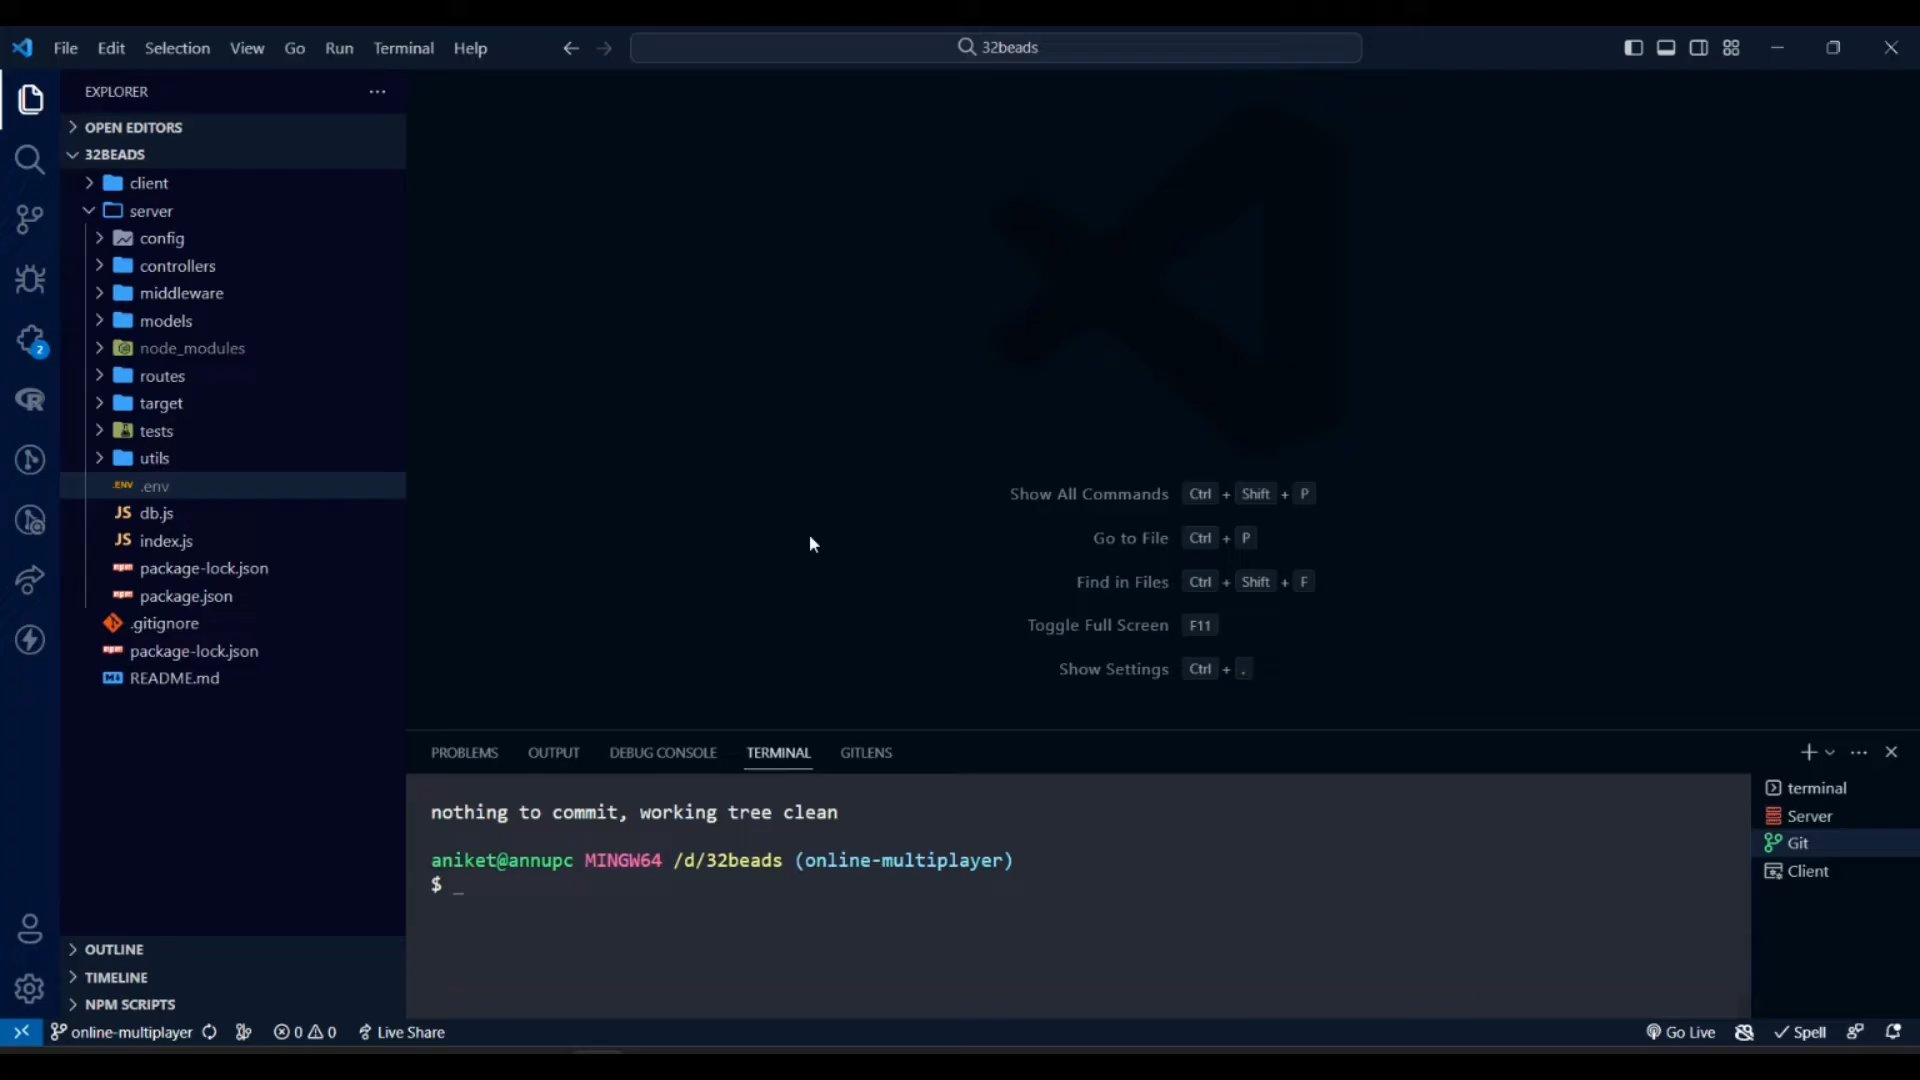 File Edit Selection View Go Run Terminal Help
32beads
EXPLORER
OPEN EDITORS
32BEADS
client
server
config
controllers
middleware
models
node_modules
routes
target
tests
utils
.ENV .env
JS db.js
JS index.js
package-lock.json
package.json
.gitignore
package-lock.json
README.md
OUTLINE
TIMELINE
NPM SCRIPTS
2
Show All Commands Ctrl + Shift + P
Go to File Ctrl + P
Find in Files Ctrl + Shift + F
Toggle Full Screen F11
Show Settings Ctrl + .
PROBLEMS OUTPUT DEBUG CONSOLE TERMINAL GITLENS
nothing to commit, working tree clean
aniket@annupc MINGW64 /d/32beads (online-multiplayer)
$ _
terminal
Server
Git
Client
online-multiplayer 0 0 Live Share Go Live Spell